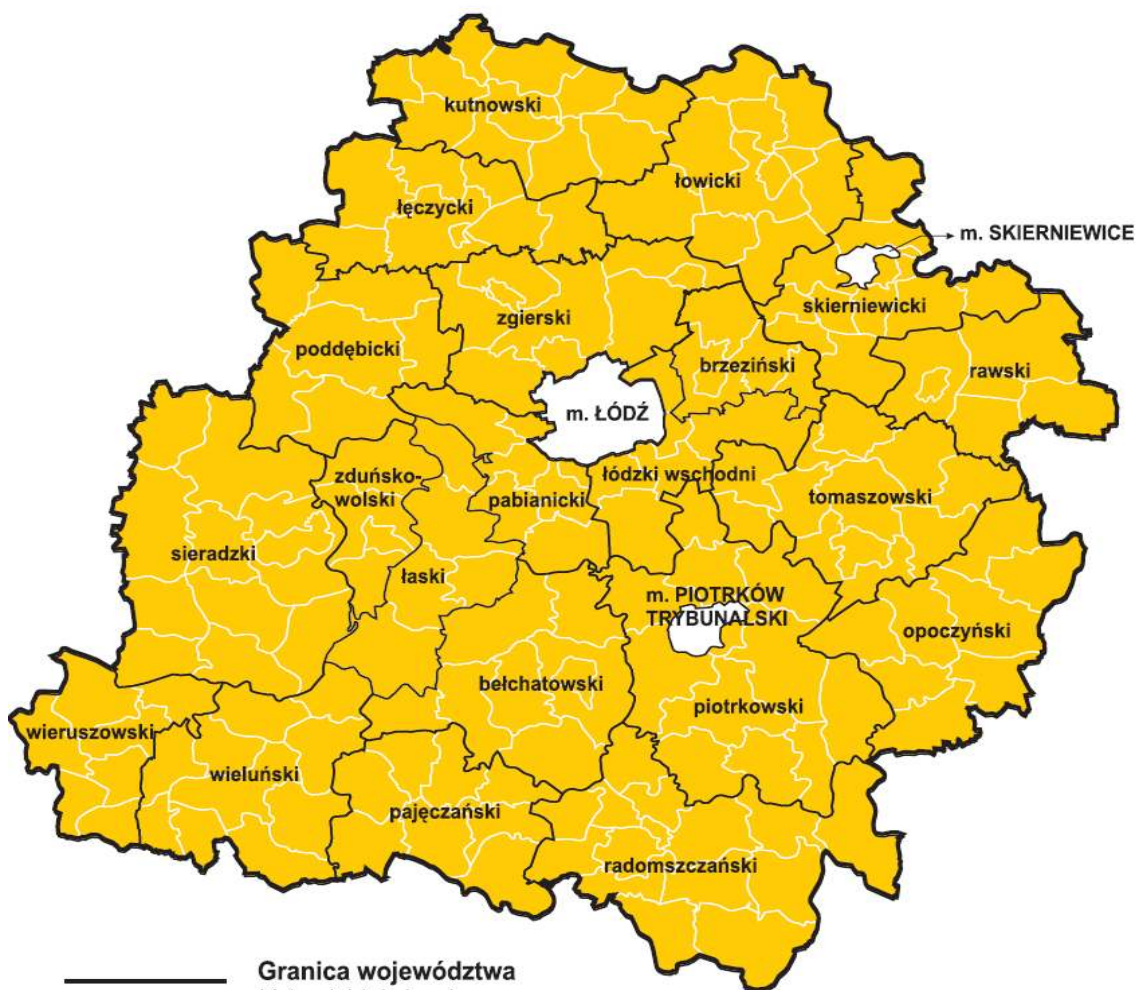 kutnowski
łowicki
łęczycki
m. SKIERNIEWICE
skierniewicki
zgierski
poddębicki
brzeziński
rawski
m. ŁÓDŹ
zduńsko-
wolski
pabianicki
łódzki wschodni
tomaszowski
sieradzki
łaski
m. PIOTRKÓW
TRYBUNALSKI
opoczyński
bełchatowski
piotrkowski
wieruszowski
wieluński
pajęczański
radomszczański
Granica województwa